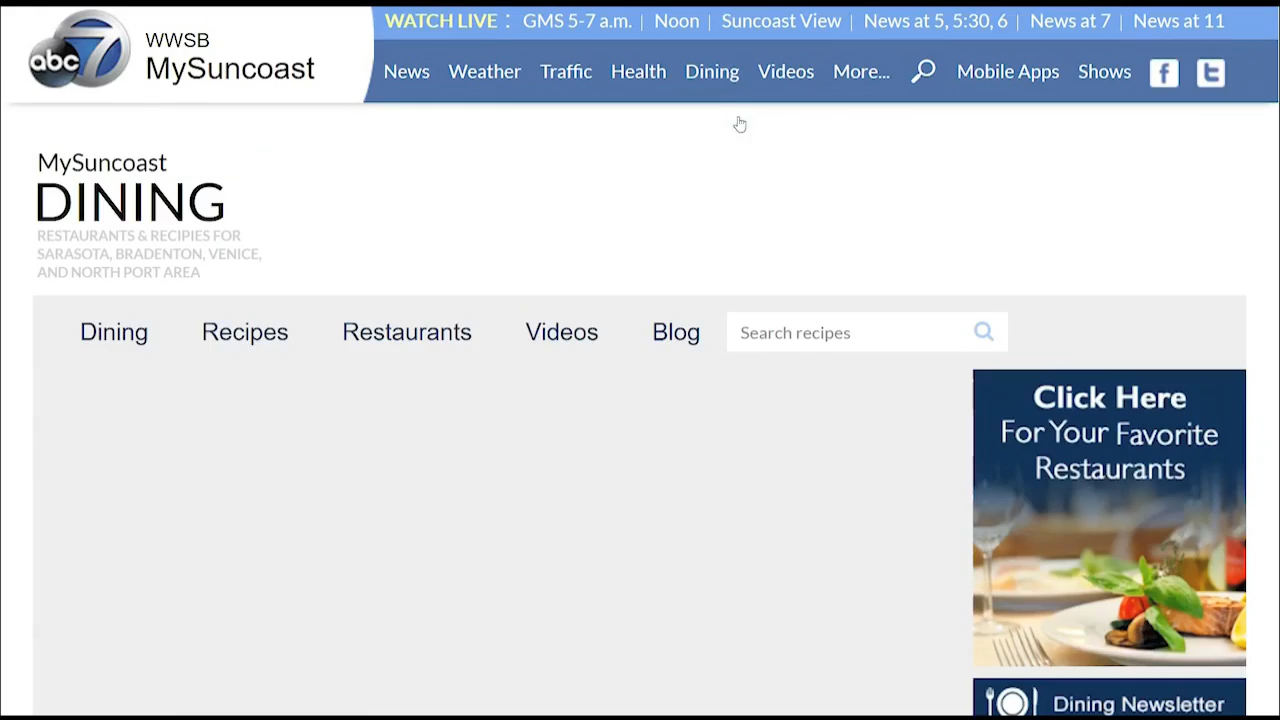 WATCH LIVE : GMS 5-7 a.m. | Noon | Suncoast View | News at 5, 5:30, 6 | News at 7 | News at 11
abc 7
WWSB
MySuncoast
News Weather Traffic Health Dining Videos More... Mobile Apps Shows f t
MySuncoast
DINING
RESTAURANTS & RECIPIES FOR
SARASOTA, BRADENTON, VENICE,
AND NORTH PORT AREA
Dining Recipes Restaurants Videos Blog Search recipes
Click Here
For Your Favorite
Restaurants
Dining Newsletter